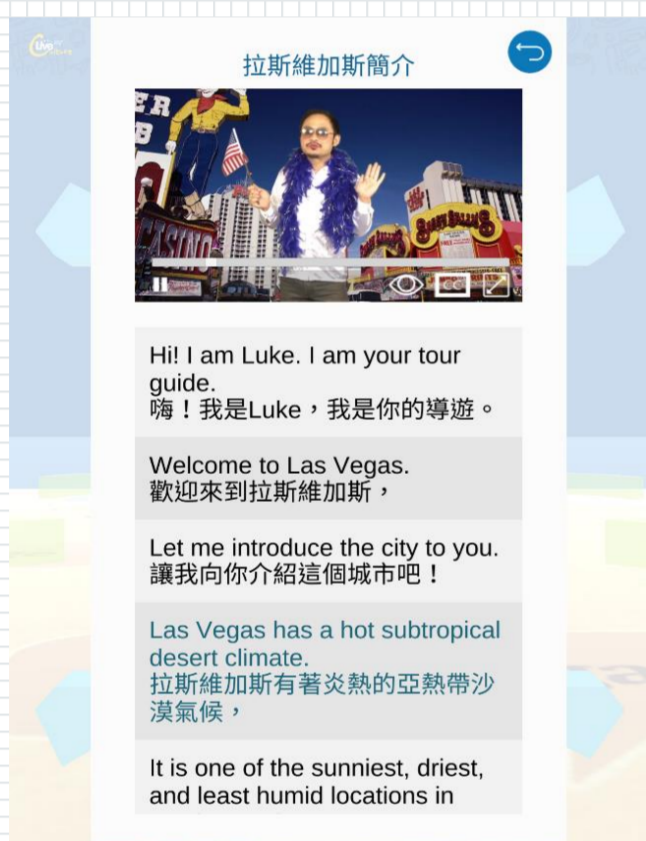 Live
拉斯維加斯簡介
ER
B
CASINO
CC
Hi! I am Luke. I am your tour
guide.
嗨！我是Luke，我是你的導遊。
Welcome to Las Vegas.
歡迎來到拉斯維加斯，
Let me introduce the city to you.
讓我向你介紹這個城市吧！
Las Vegas has a hot subtropical
desert climate.
拉斯維加斯有著炎熱的亞熱帶沙
漠氣候，
It is one of the sunniest, driest,
and least humid locations in